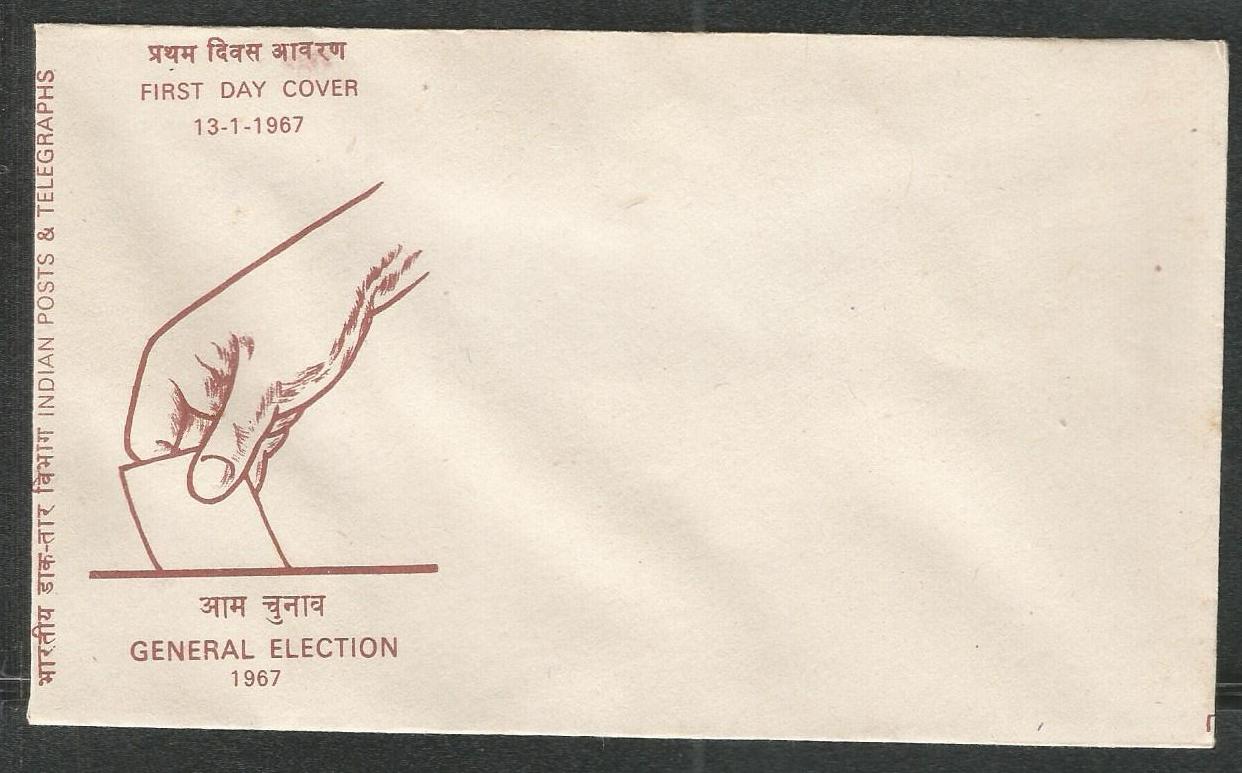 प्रथम दिवस आवरण
FIRST DAY COVER
13-1-1967
भारतीय डाक-तार विभाग INDIAN POSTS & TELEGRAPHS
आम चुनाव
GENERAL ELECTION
1967